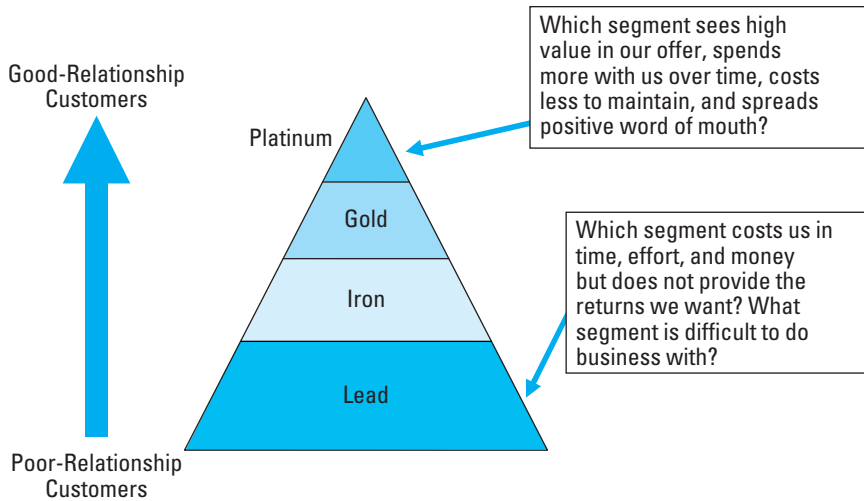 Which segment sees high
value in our offer, spends
more with us over time, costs
less to maintain, and spreads
positive word of mouth?
Good-Relationship
Customers
Platinum
Gold
Which segment costs us in
time, effort, and money
but does not provide the
returns we want? What
segment is difficult to do
business with?
Iron
Lead
Poor-Relationship
Customers